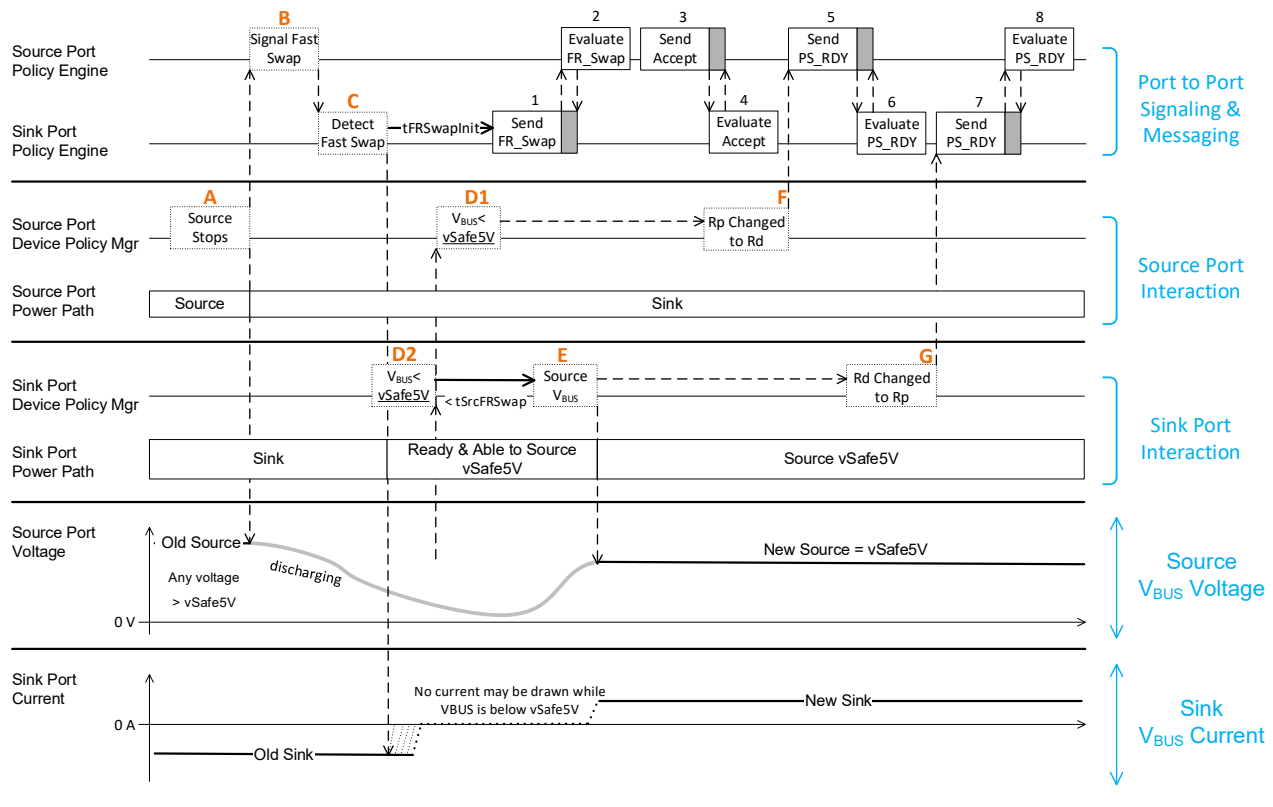 B
2
3
5
8
Source Port
Policy Engine
Signal Fast
Swap
Evaluate
FR_Swap
Send
Accept
Send
PS_RDY
Evaluate
PS_RDY
C
1
4
6
7
Sink Port
Policy Engine
Detect
Fast Swap
tFRSwapInit
Send
FR_Swap
Evaluate
Accept
Evaluate
PS_RDY
Send
PS_RDY
Port to Port
Signaling &
Messaging
A
D1
F
Source Port
Device Policy Mgr
Source
Stops
VBUS<
vSafe5V
Rp Changed
to Rd
Source Port
Power Path
Source
Sink
Source Port
Interaction
D2
E
G
Sink Port
Device Policy Mgr
VBUS<
vSafe5V
< tSrcFRSwap
Source
VBUS
Rd Changed
to Rp
Sink Port
Power Path
Sink
Ready & Able to Source
vSafe5V
Source vSafe5V
Sink Port
Interaction
Source Port
Voltage
Old Source
Any voltage
> vSafe5V
discharging
New Source = vSafe5V
0 V
Source
VBUS Voltage
Sink Port
Current
No current may be drawn while
VBUS is below vSafe5V
New Sink
0 A
Old Sink
Sink
VBUS Current